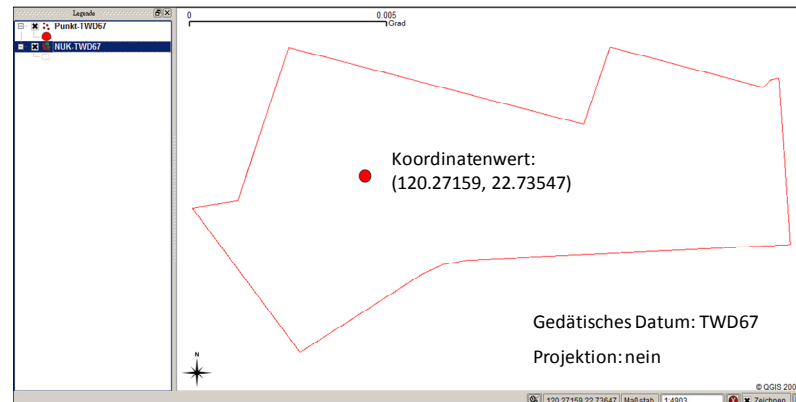 Legende
Punkt-TWD67
NUK-TWD67
0
0.005
Grad
Koordinatenwert:
(120.27159, 22.73547)
Gedätisches Datum: TWD67
Projektion: nein
N
© QGIS 200
120.27159,22.73647 Maßstab 1:4903 Zeichnen